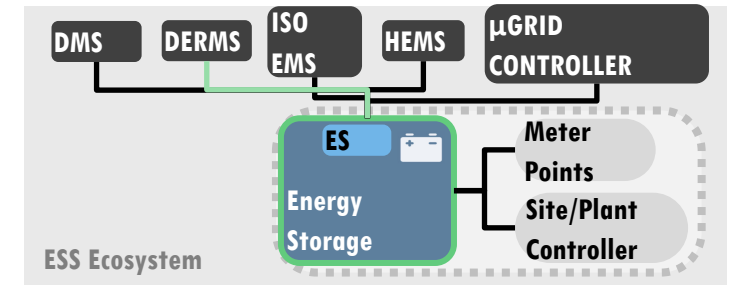 DMS
DERMS
ISO
EMS
HEMS
µGRID
CONTROLLER
ES
+ -
Energy
Storage
Meter
Points
Site/Plant
Controller
ESS Ecosystem